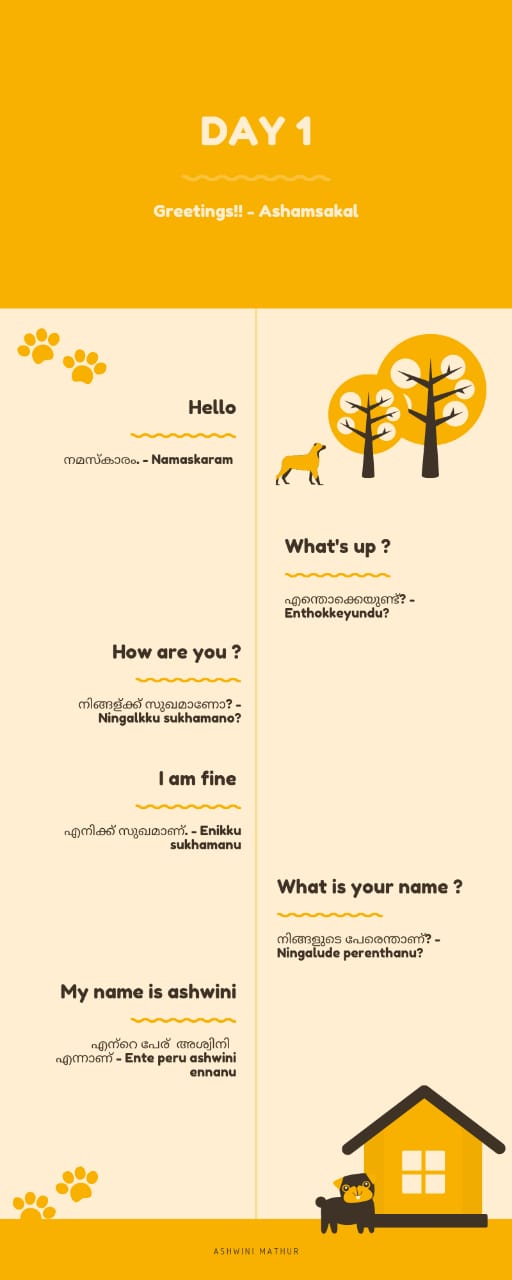 DAY 1
Greetings!! - Ashamsakal
Hello
നമസ്കാരം. - Namaskaram
What's up ?
എന്തൊക്കെയുണ്ട്? -
Enthokkeyundu?
How are you ?
നിങ്ങള്ക്ക് സുഖമാണോ? -
Ningalkku sukhamano?
I am fine
എനിക്ക് സുഖമാണ്. - Enikku
sukhamanu
What is your name ?
നിങ്ങളുടെ പേരെന്താണ്? -
Ningalude perenthanu?
My name is ashwini
എന്റെ പേര് അശ്വിനി
എന്നാണ് - Ente peru ashwini
ennanu
ASHWINI MATHUR